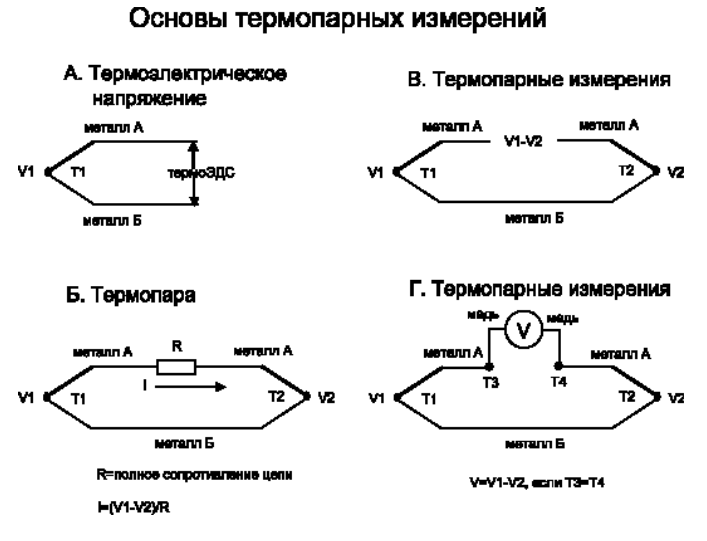 Основы термопарных измерений
А. Термоэлектрическое
напряжение
металл А
V1
T1
термоЭДС
металл Б
В. Термопарные измерения
металл А
V1-V2
металл А
V1
T1
T2
V2
металл Б
Б. Термопара
металл А
R
металл А
I
V1
T1
T2
V2
металл Б
R=полное сопротивление цепи
I=(V1-V2)/R
Г. Термопарные измерения
медь
V
медь
металл А
металл А
T3
T4
V1
T1
T2
V2
металл Б
V=V1-V2, если T3=T4